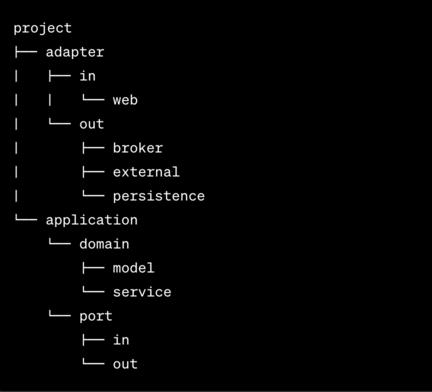 project
├── adapter
|   ├── in
|   |   └── web
|   └── out
|       ├── broker
|       ├── external
|       └── persistence
└── application
    └── domain
        ├── model
        └── service
    └── port
        ├── in
        └── out